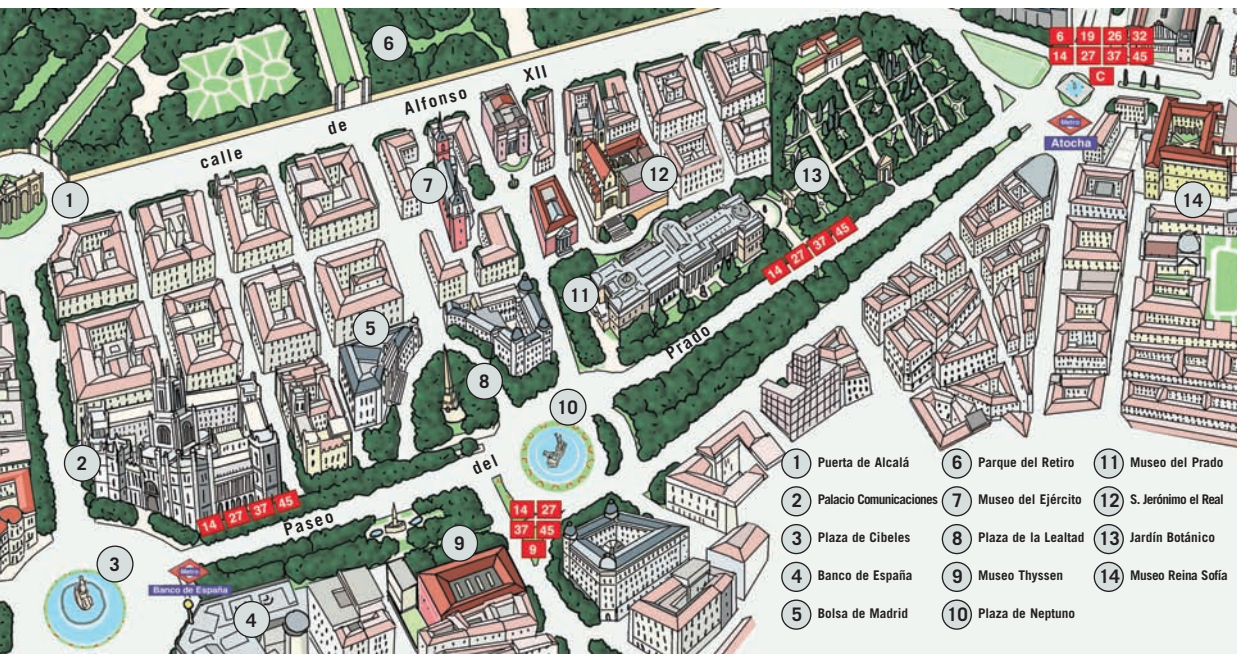 6
6 19 26 32
14 27 37 45
C
calle de Alfonso XII
Metro
Atocha
1
7
12
13
14
14 27 37 45
11
5
Prado
8
10
2
del
14 27 37 45
Paseo
14 27
37 45
9
9
3
Metro
Banco de España
4
1 Puerta de Alcalá
2 Palacio Comunicaciones
3 Plaza de Cibeles
4 Banco de España
5 Bolsa de Madrid
6 Parque del Retiro
7 Museo del Ejército
8 Plaza de la Lealtad
9 Museo Thyssen
10 Plaza de Neptuno
11 Museo del Prado
12 S. Jerónimo el Real
13 Jardín Botánico
14 Museo Reina Sofía